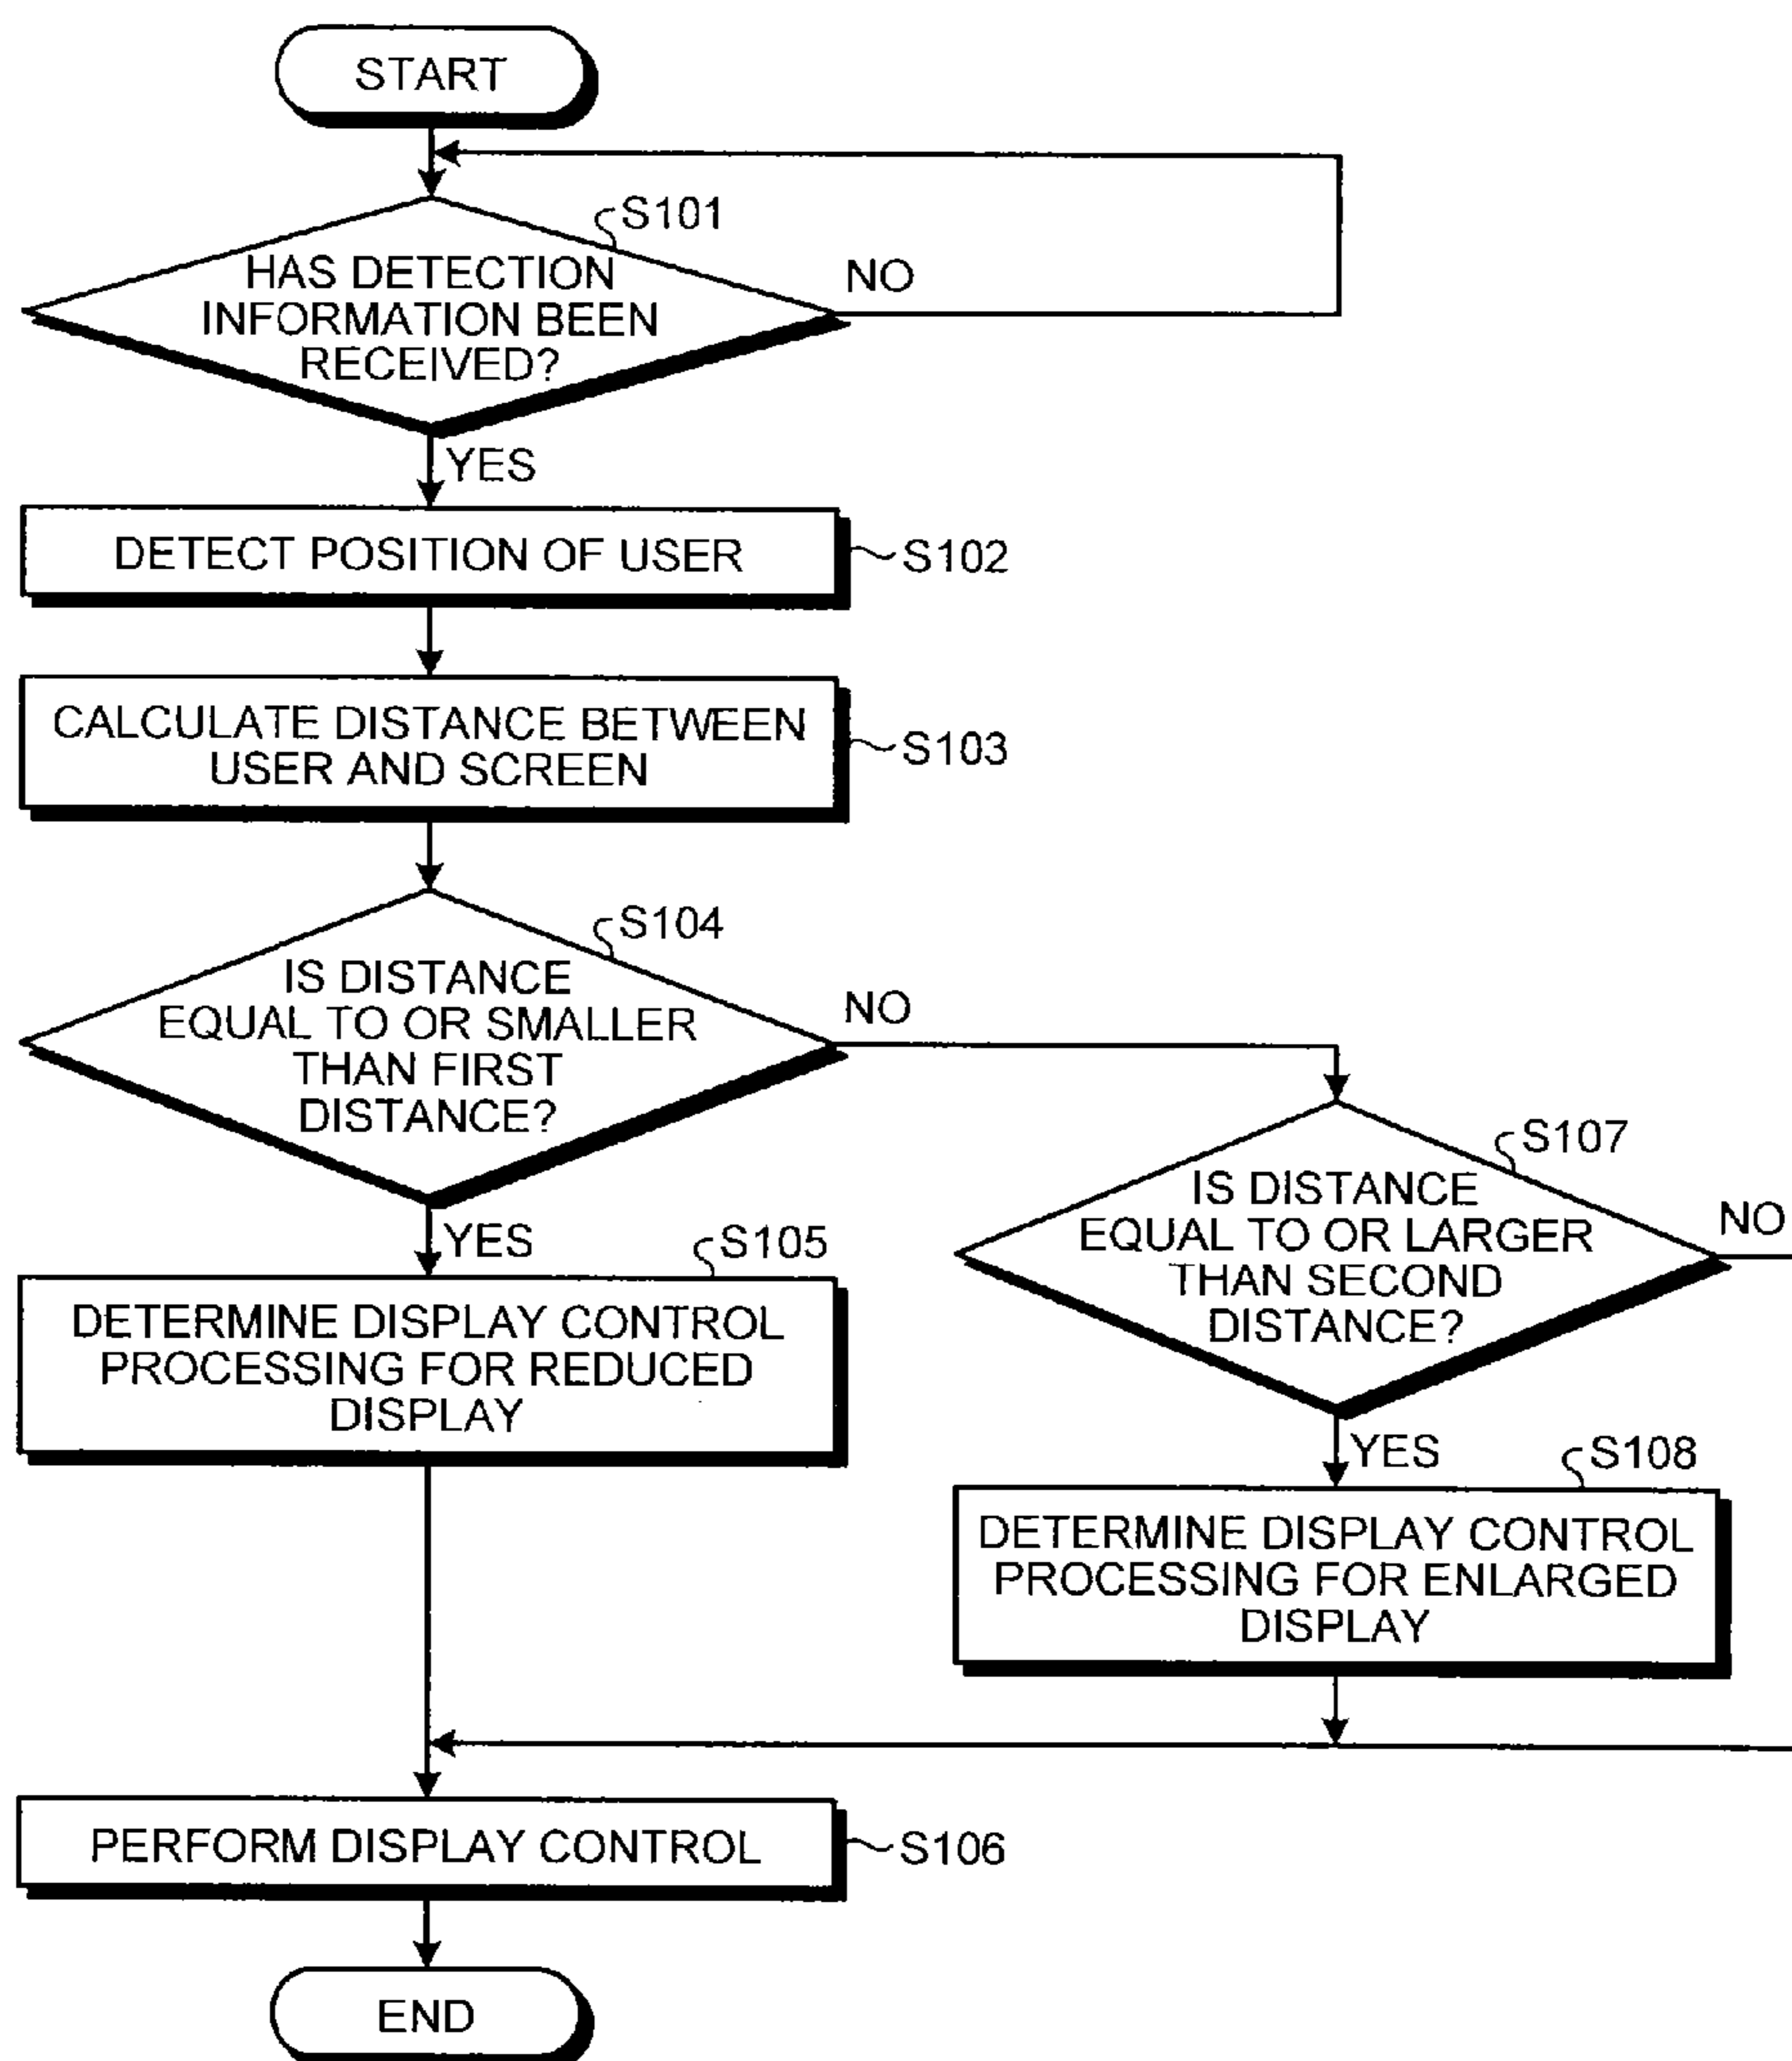 START
S101
HAS DETECTION
INFORMATION BEEN
RECEIVED?
NO
YES
DETECT POSITION OF USER
S102
CALCULATE DISTANCE BETWEEN
USER AND SCREEN
S103
S104
IS DISTANCE
EQUAL TO OR SMALLER
THAN FIRST
DISTANCE?
NO
YES
S105
DETERMINE DISPLAY CONTROL
PROCESSING FOR REDUCED
DISPLAY
S107
IS DISTANCE
EQUAL TO OR LARGER
THAN SECOND
DISTANCE?
NO
YES
S108
DETERMINE DISPLAY CONTROL
PROCESSING FOR ENLARGED
DISPLAY
PERFORM DISPLAY CONTROL
S106
END